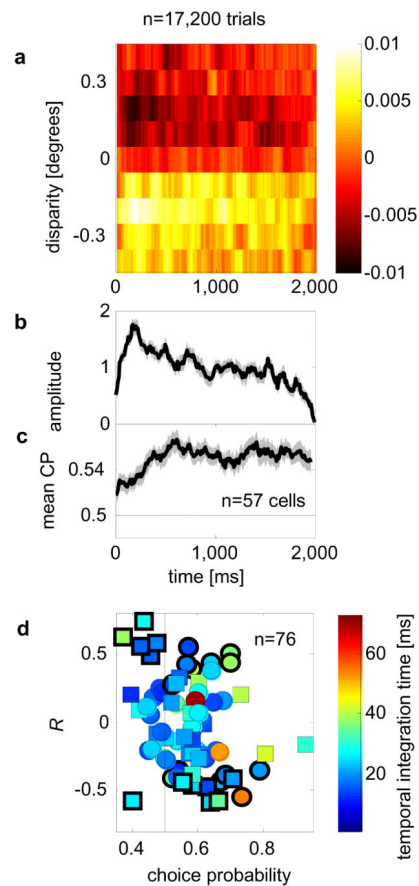 n=17,200 trials
a
disparity [degrees]
0.3
0
-0.3
1,000
2,000
0.01
0.005
0
-0.005
-0.01
b
amplitude
2
1
0
c
mean CP
0.54
0.5
n=57 cells
0
1,000
2,000
time [ms]
d
n=76
R
0.5
0
-0.5
0.4
0.6
0.8
choice probability
60
40
20
temporal integration time [ms]